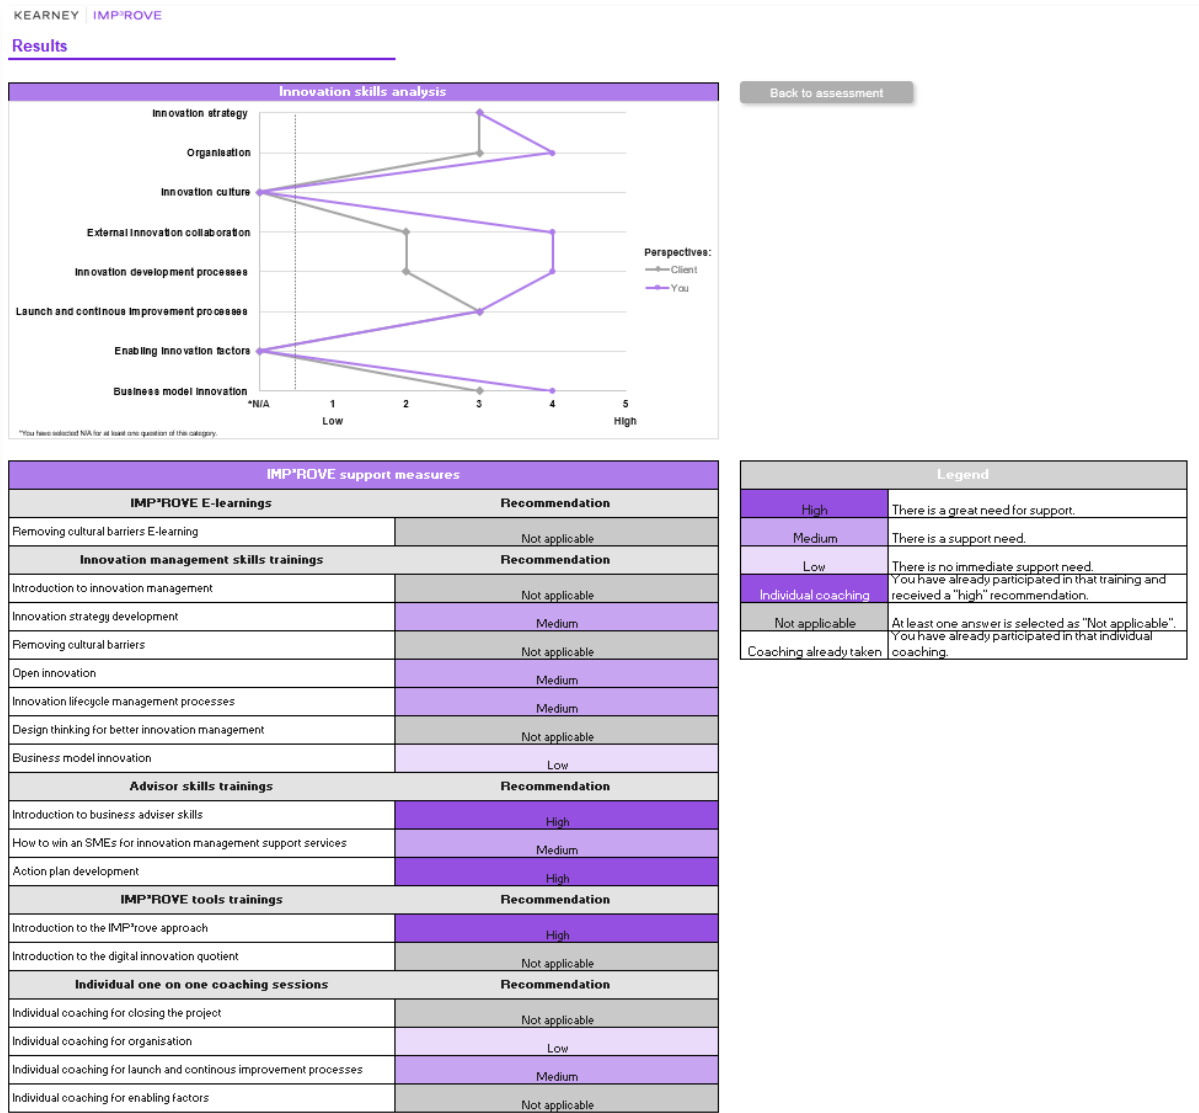 KEARNEY IMP³ROVE
Results
Innovation skills analysis
Back to assessment
Innovation strategy
Organisation
Innovation culture
External innovation collaboration
Innovation development processes
Launch and continous improvement processes
Enabling innovation factors
Business model innovation
Perspectives:
Client
You
*N/A 1 2 3 4 5
Low High
*You have selected N/A for at least one question of this category.
IMP³ROVE support measures
IMP³ROVE E-learnings Recommendation
Removing cultural barriers E-learning Not applicable
Innovation management skills trainings Recommendation
Introduction to innovation management Not applicable
Innovation strategy development Medium
Removing cultural barriers Not applicable
Open innovation Medium
Innovation lifecycle management processes Medium
Design thinking for better innovation management Not applicable
Business model innovation Low
Advisor skills trainings Recommendation
Introduction to business adviser skills High
How to win an SMEs for innovation management support services Medium
Action plan development High
IMP³ROVE tools trainings Recommendation
Introduction to the IMP³rove approach High
Introduction to the digital innovation quotient Not applicable
Individual one on one coaching sessions Recommendation
Individual coaching for closing the project Not applicable
Individual coaching for organisation Low
Individual coaching for launch and continous improvement processes Medium
Individual coaching for enabling factors Not applicable
Legend
High There is a great need for support.
Medium There is a support need.
Low There is no immediate support need.
Individual coaching You have already participated in that training and
received a "high" recommendation.
Not applicable At least one answer is selected as "Not applicable".
Coaching already taken You have already participated in that individual
coaching.